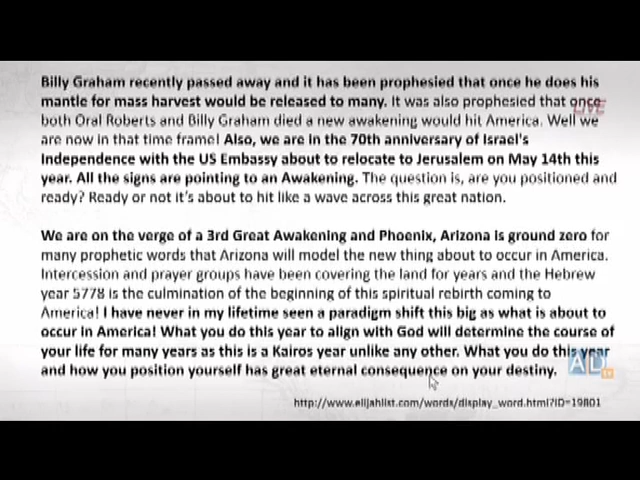 Billy Graham recently passed away and it has been prophesied that once he does his
mantle for mass harvest would be released to many. It was also prophesied that once
LIVE
both Oral Roberts and Billy Graham died a new awakening would hit America. Well we
are now in that time frame! Also, we are in the 70th anniversary of Israel's
Independence with the US Embassy about to relocate to Jerusalem on May 14th this
year. All the signs are pointing to an Awakening. The question is, are you positioned and
ready? Ready or not it's about to hit like a wave across this great nation.
We are on the verge of a 3rd Great Awakening and Phoenix, Arizona is ground zero for
many prophetic words that Arizona will model the new thing about to occur in America.
Intercession and prayer groups have been covering the land for years and the Hebrew
year 5778 is the culmination of the beginning of this spiritual rebirth coming to
America! I have never in my lifetime seen a paradigm shift this big as what is about to
occur in America! What you do this year to align with God will determine the course of
your life for many years as this is a Kairos year unlike any other. What you do this year
and how you position yourself has great eternal consequence on your destiny.
AD
TV
http://www.elijahlist.com/words/display_word.html?ID=19801